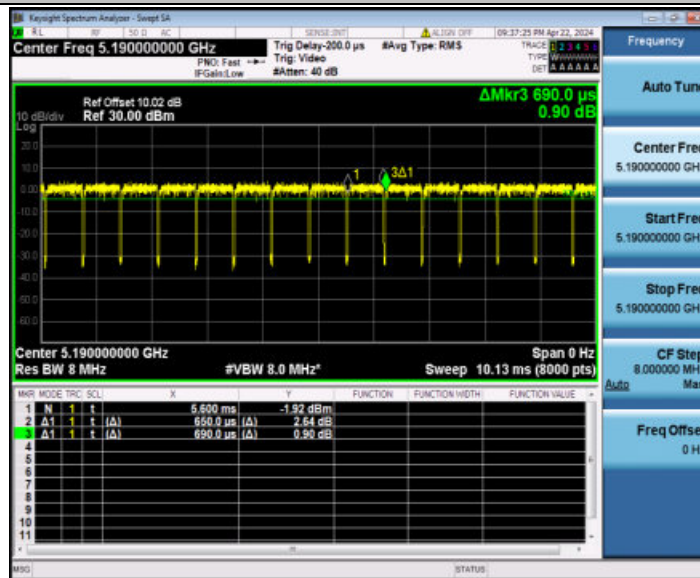 Keysight Spectrum Analyzer - Swept SA
RL RF 50 Ω AC SENSE:INT ALIGN OFF 09:37:25 PM Apr 22, 2024
Center Freq 5.190000000 GHz
PNO: Fast
IFGain:Low
Trig Delay-200.0 µs
Trig: Video
#Atten: 40 dB
#Avg Type: RMS
TRACE 1 2 3 4 5 6
TYPE
DET A A A A A A
Ref Offset 10.02 dB
10 dB/div Ref 30.00 dBm
Log
ΔMkr3 690.0 µs
0.90 dB
20.0
10.0
0.00
-10.0
-20.0
-30.0
-40.0
-50.0
-60.0
1
3Δ1
Center 5.190000000 GHz Span 0 Hz
Res BW 8 MHz #VBW 8.0 MHz* Sweep 10.13 ms (8000 pts)
MKR MODE TRC SCL X Y FUNCTION FUNCTION WIDTH FUNCTION VALUE
1 N 1 t 5.600 ms -1.92 dBm
2 Δ1 1 t (Δ) 650.0 µs (Δ) 2.64 dB
3 Δ1 1 t (Δ) 690.0 µs (Δ) 0.90 dB
4
5
6
7
8
9
10
11
MSG STATUS
Frequency
Auto Tune
Center Freq
5.190000000 GHz
Start Freq
5.190000000 GHz
Stop Freq
5.190000000 GHz
CF Step
8.000000 MHz
Auto Man
Freq Offset
0 Hz